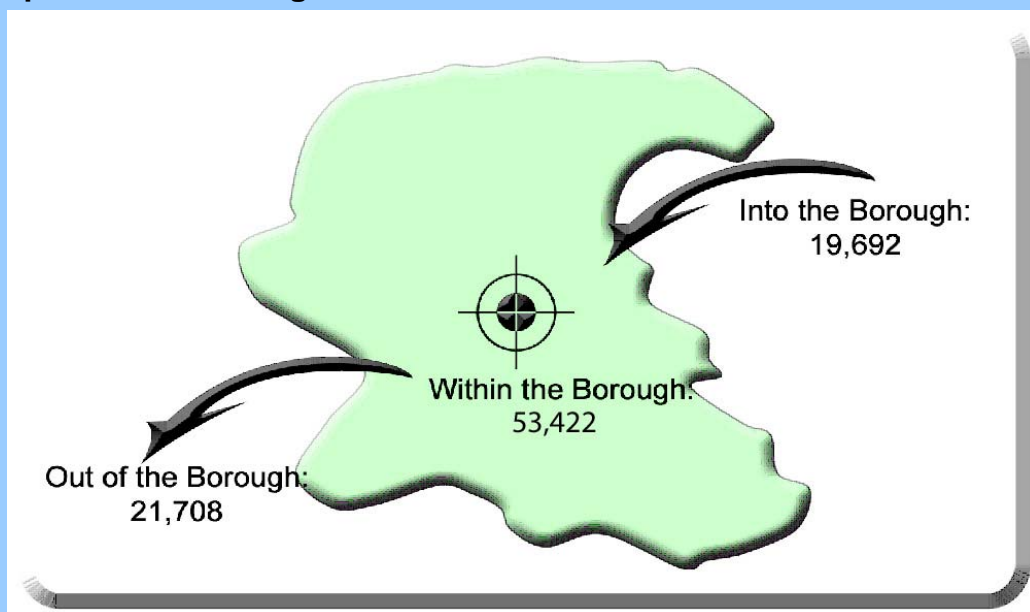 Into the Borough:
19,692
Within the Borough:
53,422
Out of the Borough:
21,708